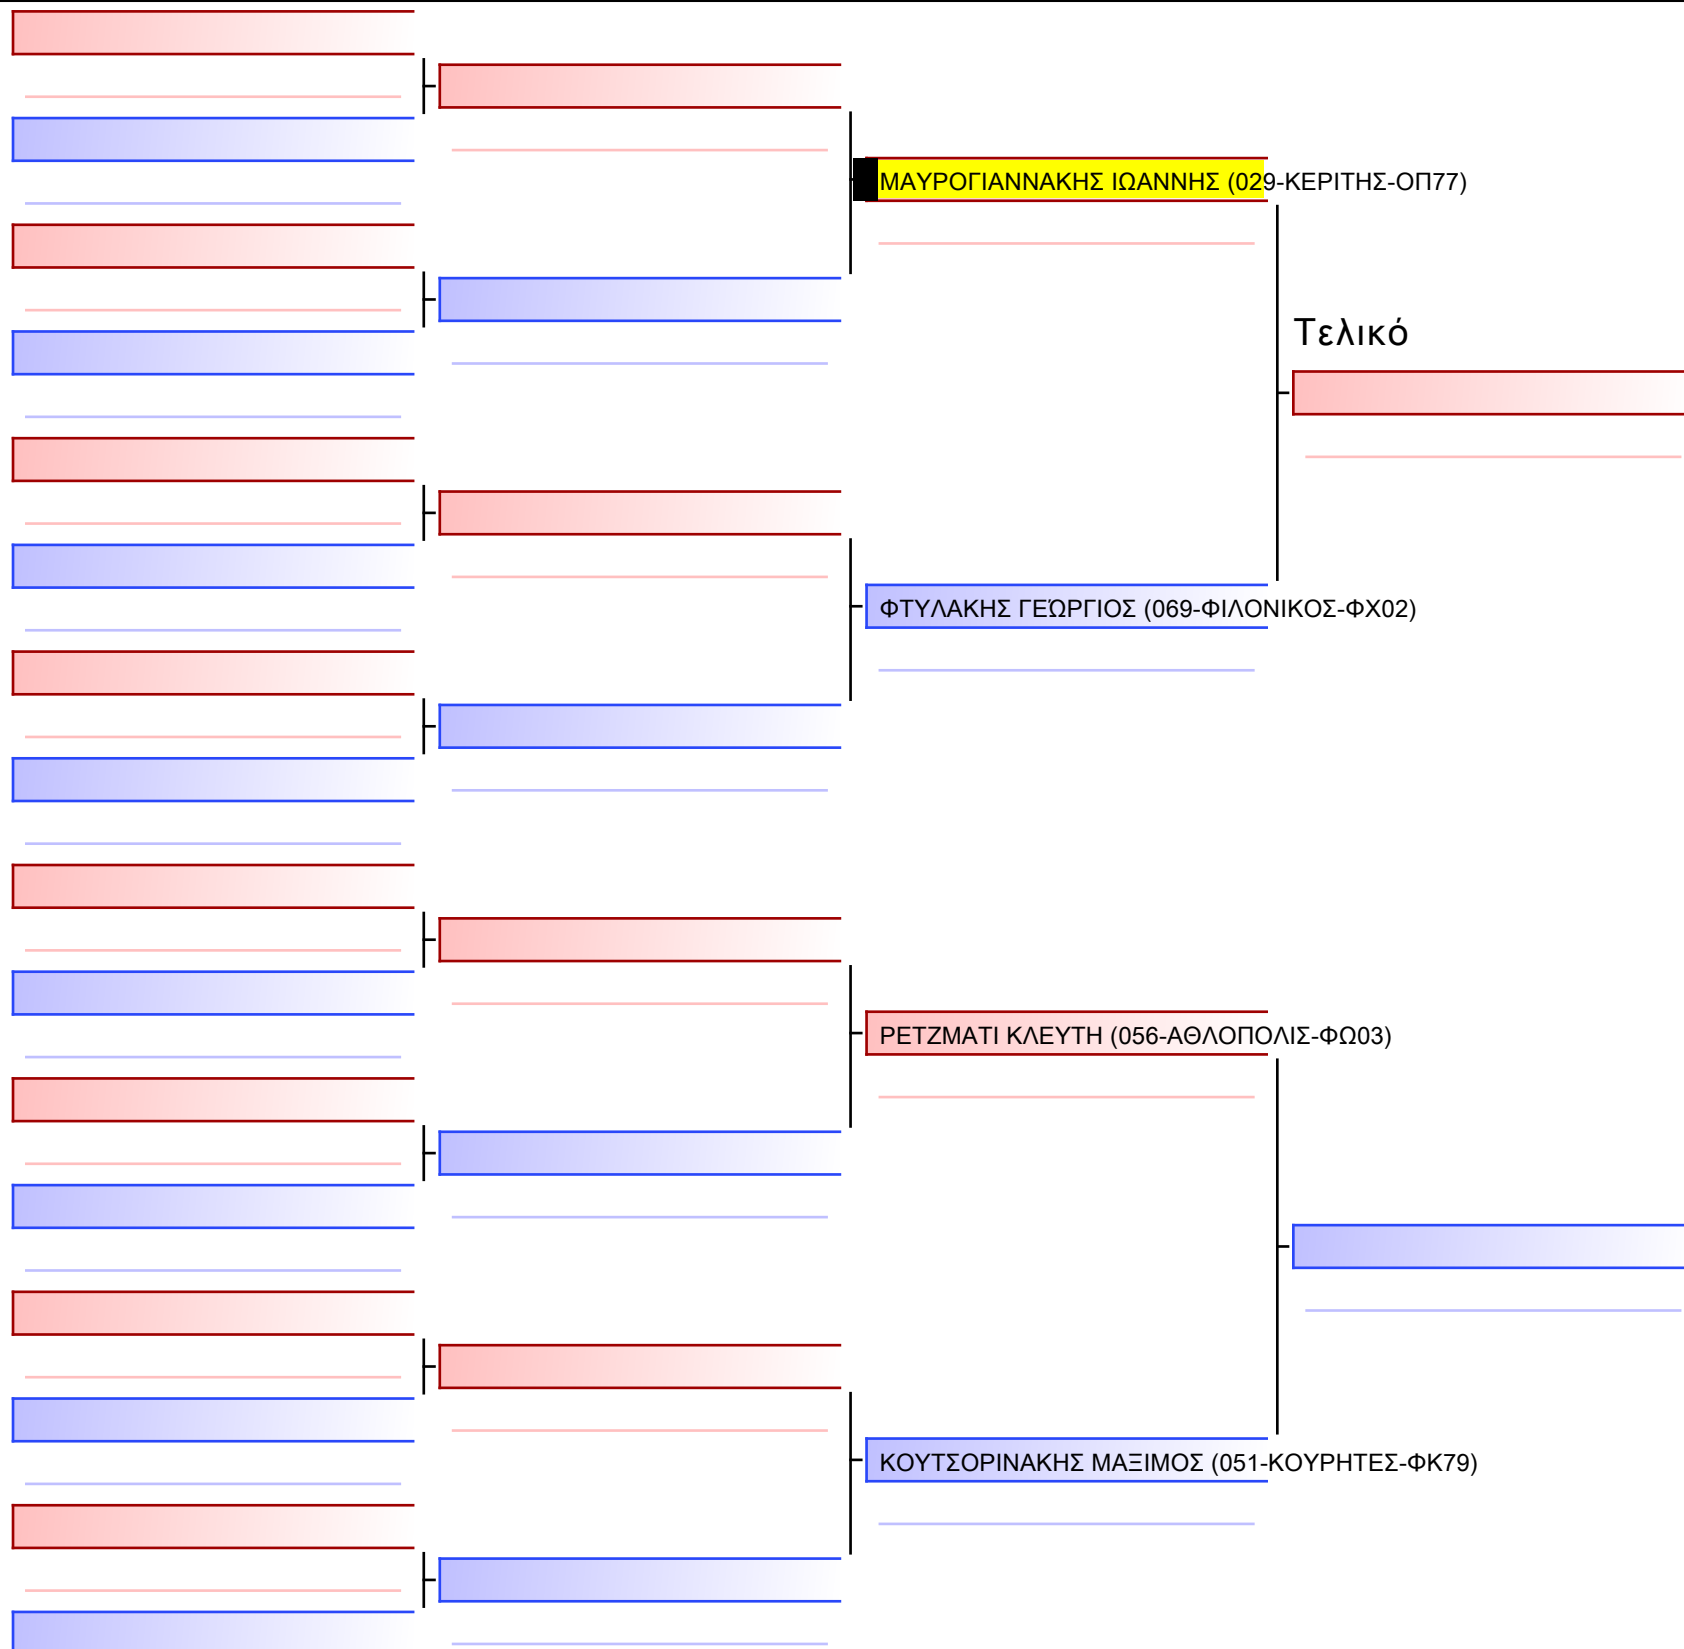 ΜΑΥΡΟΓΙΑΝΝΑΚΗΣ ΙΩΑΝΝΗΣ (029-ΚΕΡΙΤΗΣ-ΟΠ77)
Τελικό
ΦΤΥΛΑΚΗΣ ΓΕΏΡΓΙΟΣ (069-ΦΙΛΟΝΙΚΟΣ-ΦΧ02)
ΡΕΤΖΜΑΤΙ ΚΛΕΥΤΗ (056-ΑΘΛΟΠΟΛΙΣ-ΦΩ03)
ΚΟΥΤΣΟΡΙΝΑΚΗΣ ΜΑΞΙΜΟΣ (051-ΚΟΥΡΗΤΕΣ-ΦΚ79)